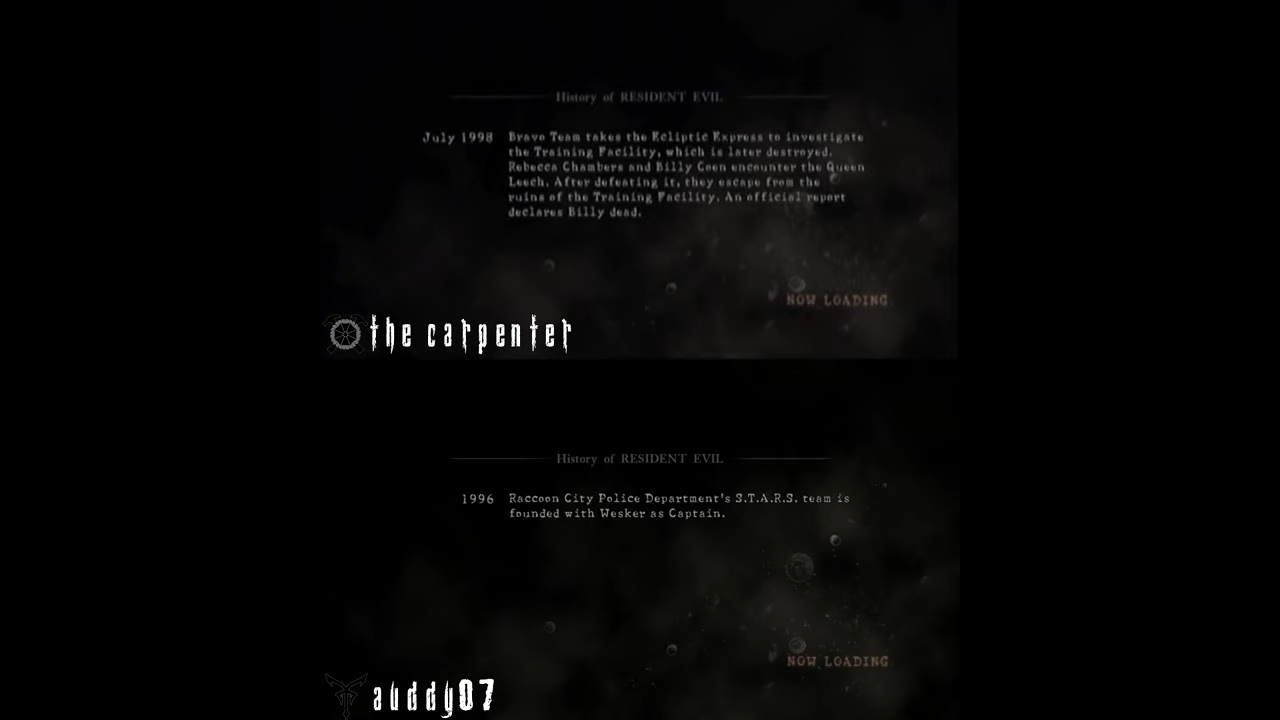 History of RESIDENT EVIL
July 1998 Bravo Team takes the Ecliptic Express to investigate
the Training Facility, which is later destroyed.
Rebecca Chambers and Billy Coen encounter the Queen
Leech. After defeating it, they escape from the
ruins of the Training Facility. An official report
declares Billy dead.
NOW LOADING
the carpenter
History of RESIDENT EVIL
1996 Raccoon City Police Department's S.T.A.R.S. team is
founded with Wesker as Captain.
NOW LOADING
auddy07